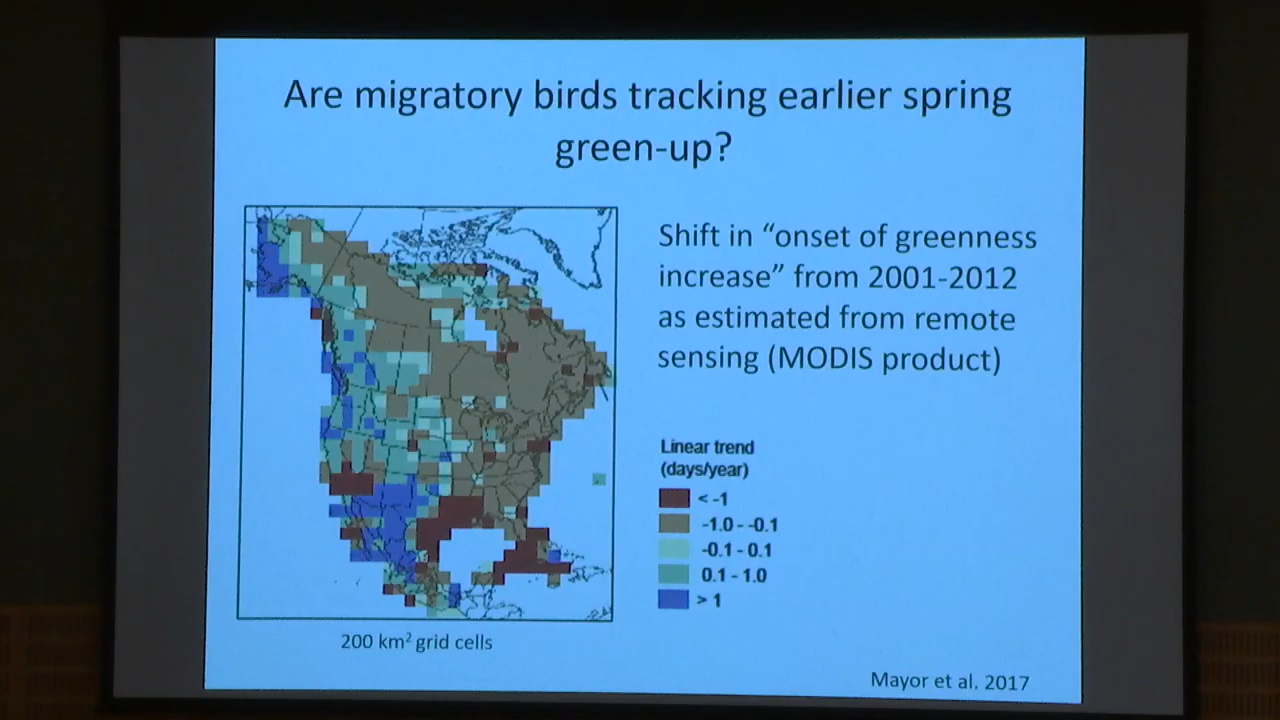 Are migratory birds tracking earlier spring
green-up?
Shift in “onset of greenness
increase” from 2001-2012
as estimated from remote
sensing (MODIS product)
Linear trend
(days/year)
< -1
-1.0 - -0.1
-0.1 - 0.1
0.1 - 1.0
> 1
200 km² grid cells
Mayor et al. 2017